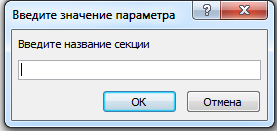 Введите значение параметра
Введите название секции
ОК
Отмена